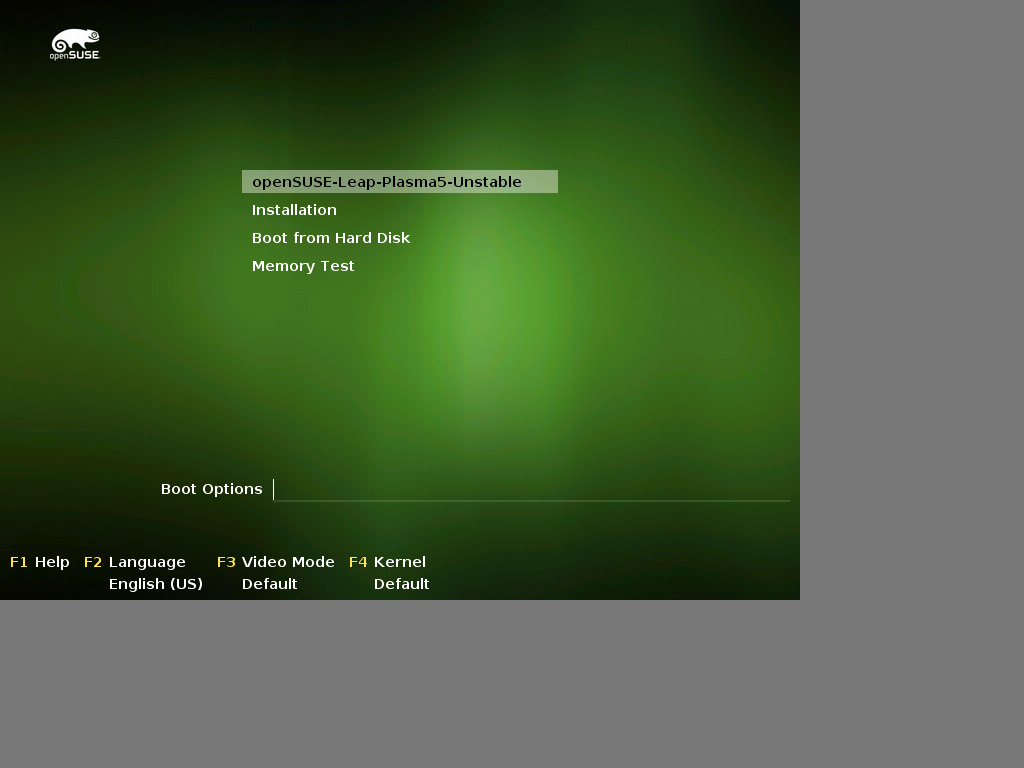 openSUSE
openSUSE-Leap-Plasma5-Unstable
Installation
Boot from Hard Disk
Memory Test
Boot Options
F1 Help F2 Language F3 Video Mode F4 Kernel
English (US) Default Default